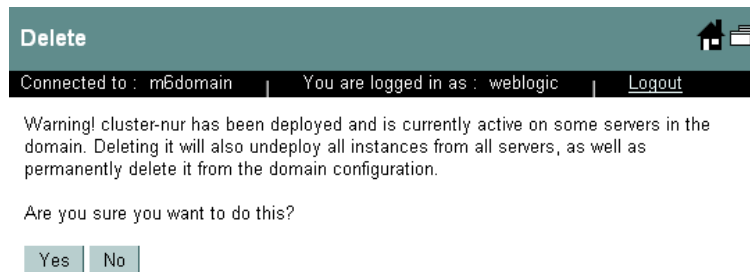 Delete
Connected to : m6domain You are logged in as : weblogic Logout
Warning! cluster-nur has been deployed and is currently active on some servers in the
domain. Deleting it will also undeploy all instances from all servers, as well as
permanently delete it from the domain configuration.
Are you sure you want to do this?
Yes No